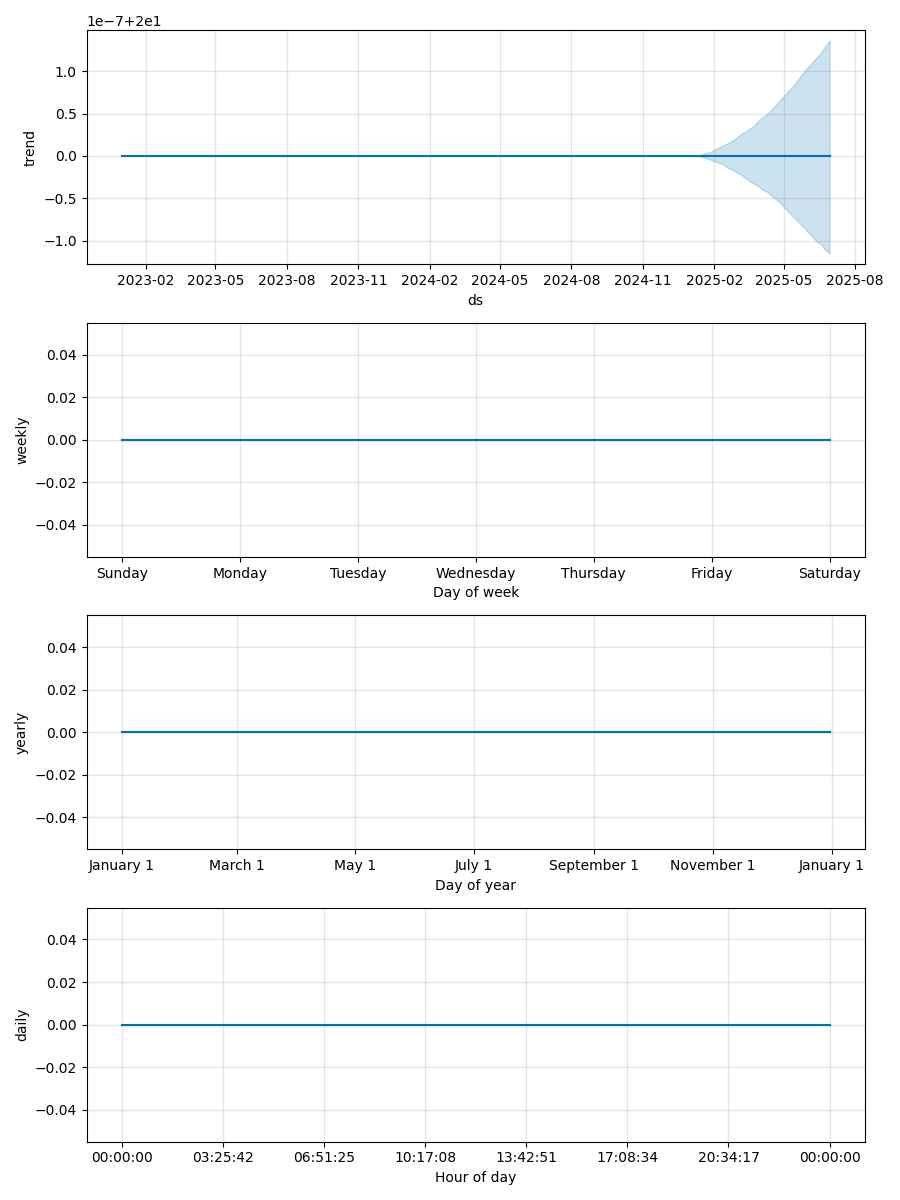 1e−7+2e1
1.0
0.5
0.0
−0.5
−1.0
trend
2023-02 2023-05 2023-08 2023-11 2024-02 2024-05 2024-08 2024-11 2025-02 2025-05 2025-08
ds
0.04
0.02
0.00
−0.02
−0.04
weekly
Sunday Monday Tuesday Wednesday Thursday Friday Saturday
Day of week
0.04
0.02
0.00
−0.02
−0.04
yearly
January 1 March 1 May 1 July 1 September 1 November 1 January 1
Day of year
0.04
0.02
0.00
−0.02
−0.04
daily
00:00:00 03:25:42 06:51:25 10:17:08 13:42:51 17:08:34 20:34:17 00:00:00
Hour of day